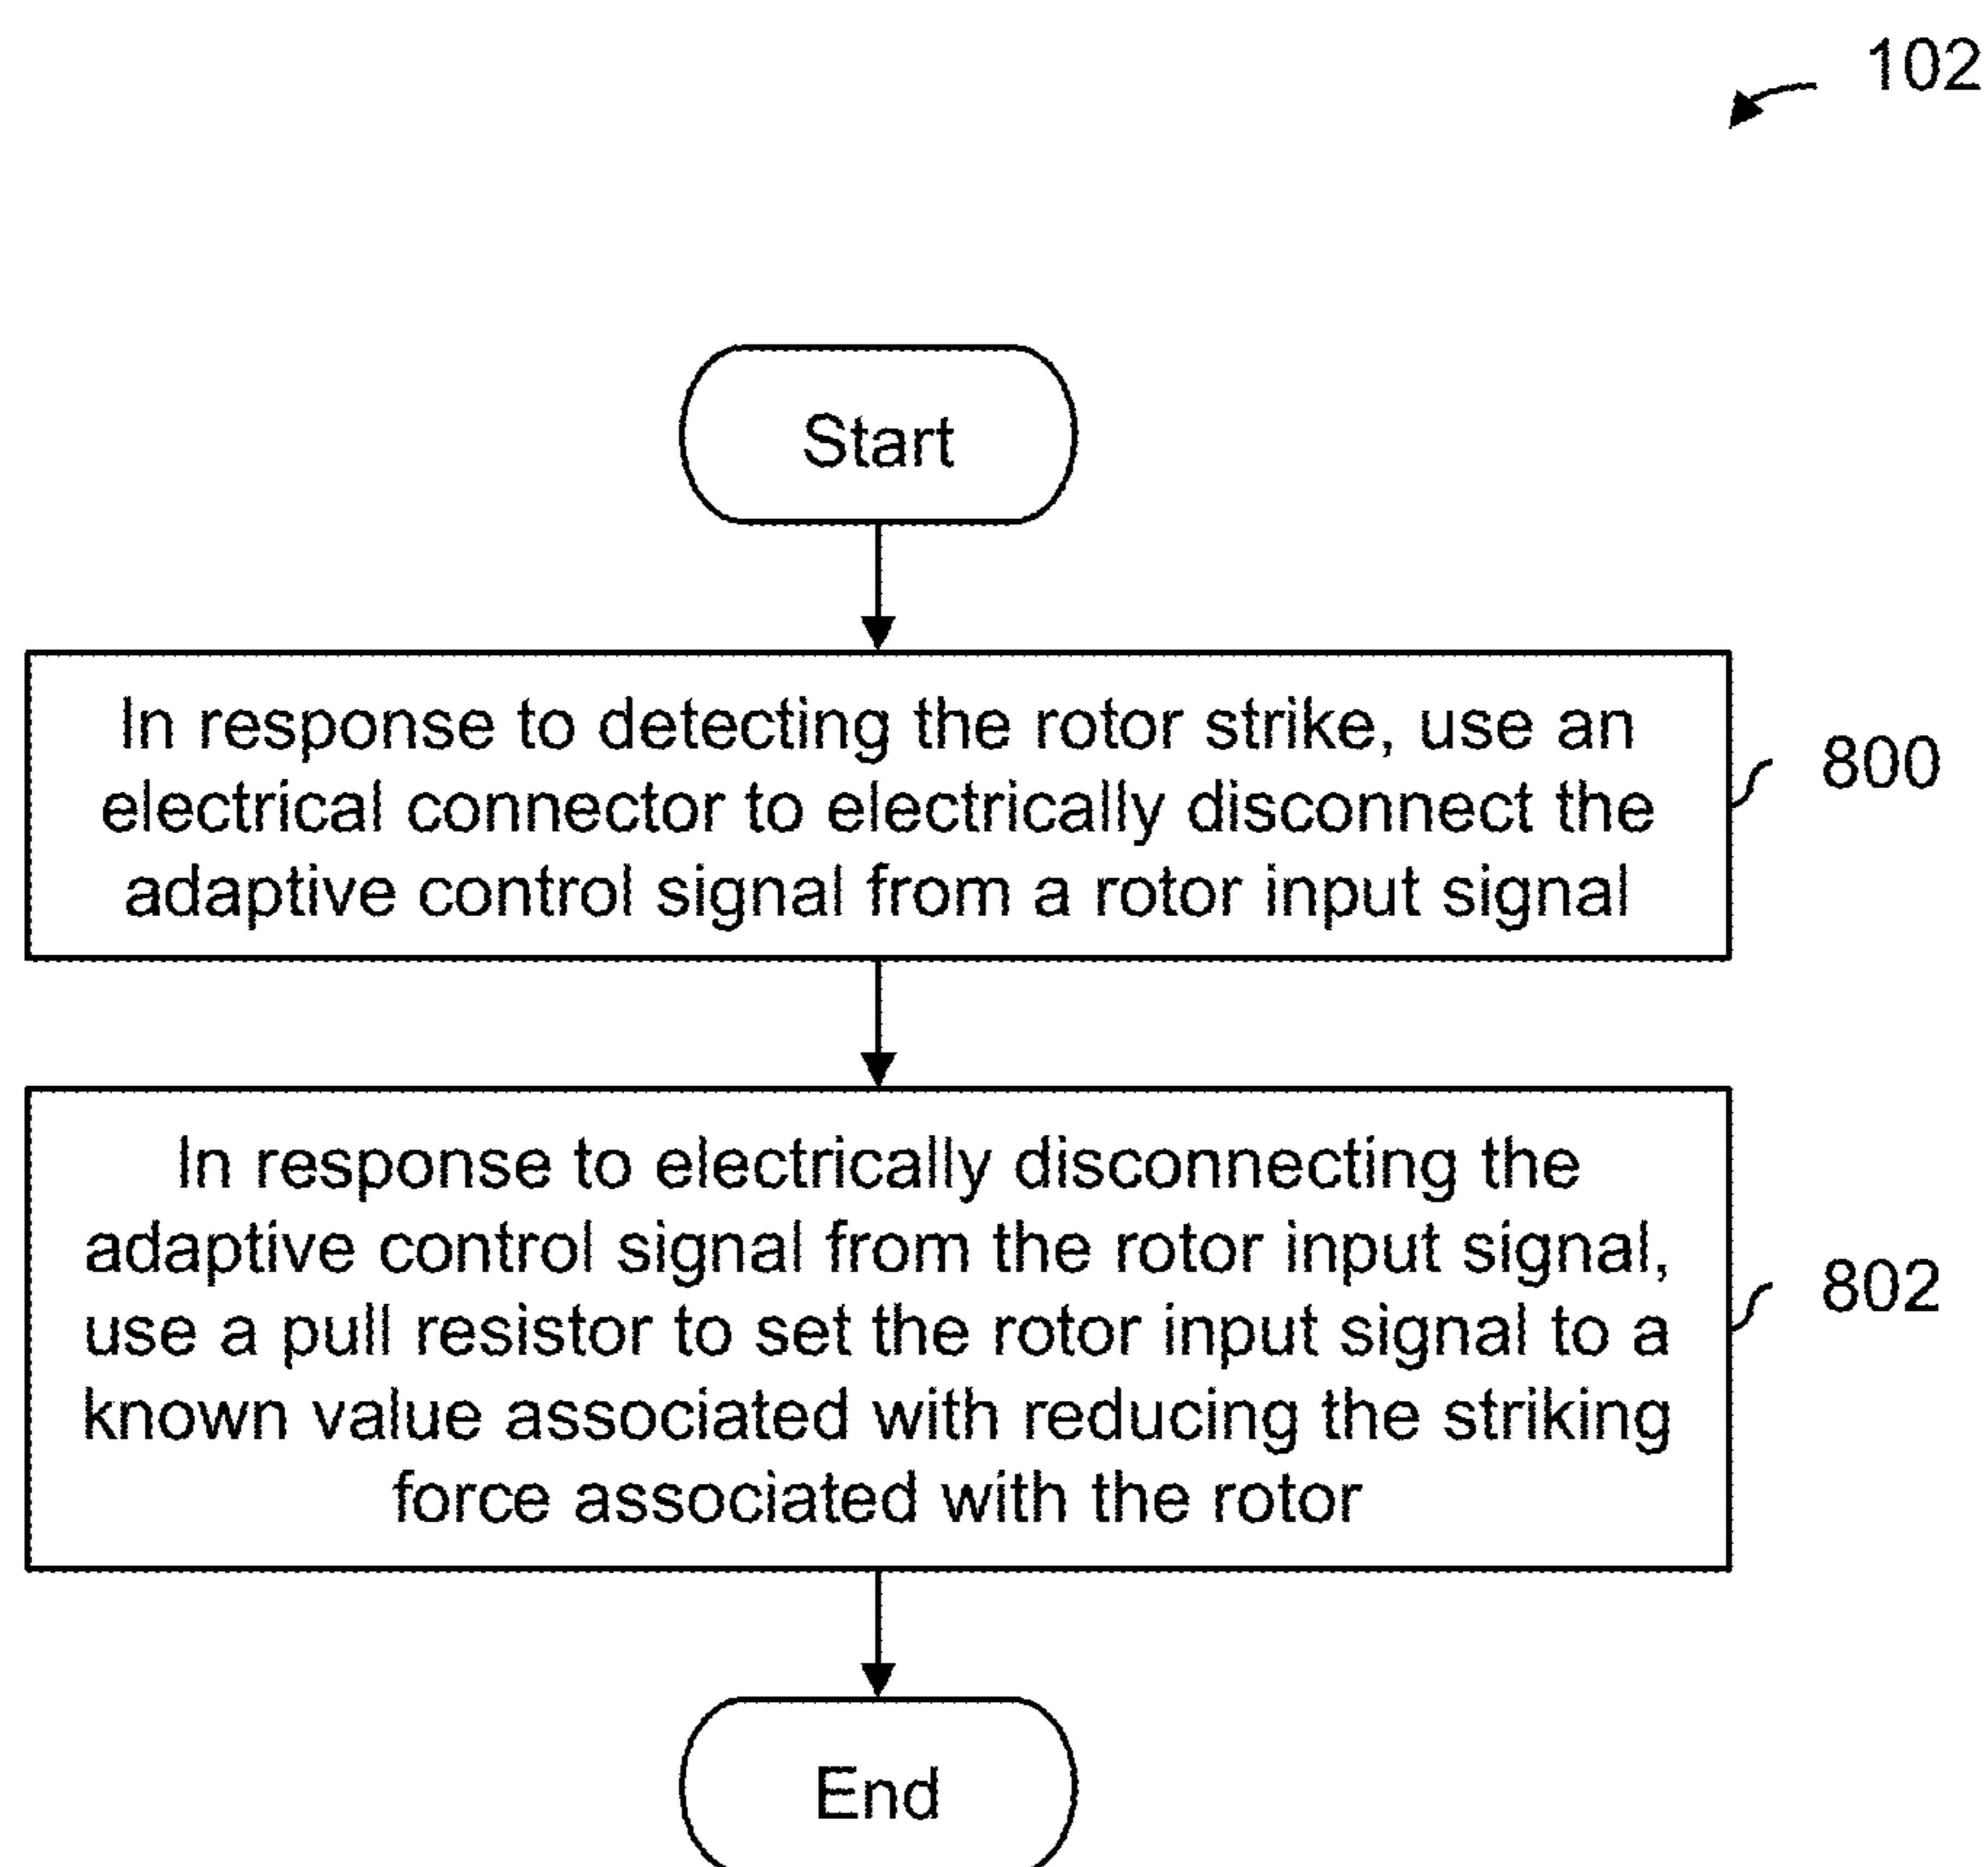 102
Start
In response to detecting the rotor strike, use an
electrical connector to electrically disconnect the
adaptive control signal from a rotor input signal
800
In response to electrically disconnecting the
adaptive control signal from the rotor input signal,
use a pull resistor to set the rotor input signal to a
known value associated with reducing the striking
force associated with the rotor
802
End